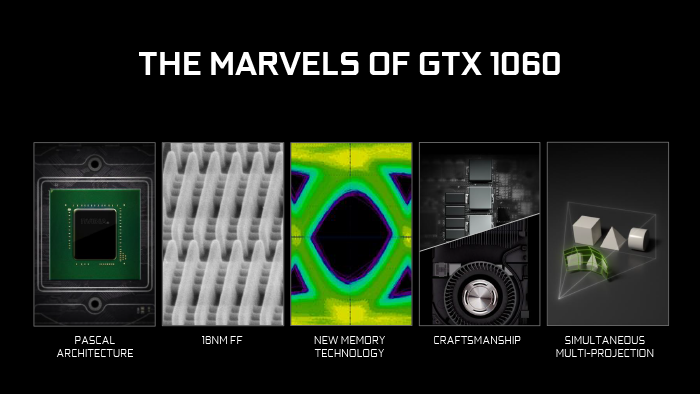 THE MARVELS OF GTX 1060
PASCAL
ARCHITECTURE
16NM FF
NEW MEMORY
TECHNOLOGY
CRAFTSMANSHIP
SIMULTANEOUS
MULTI-PROJECTION